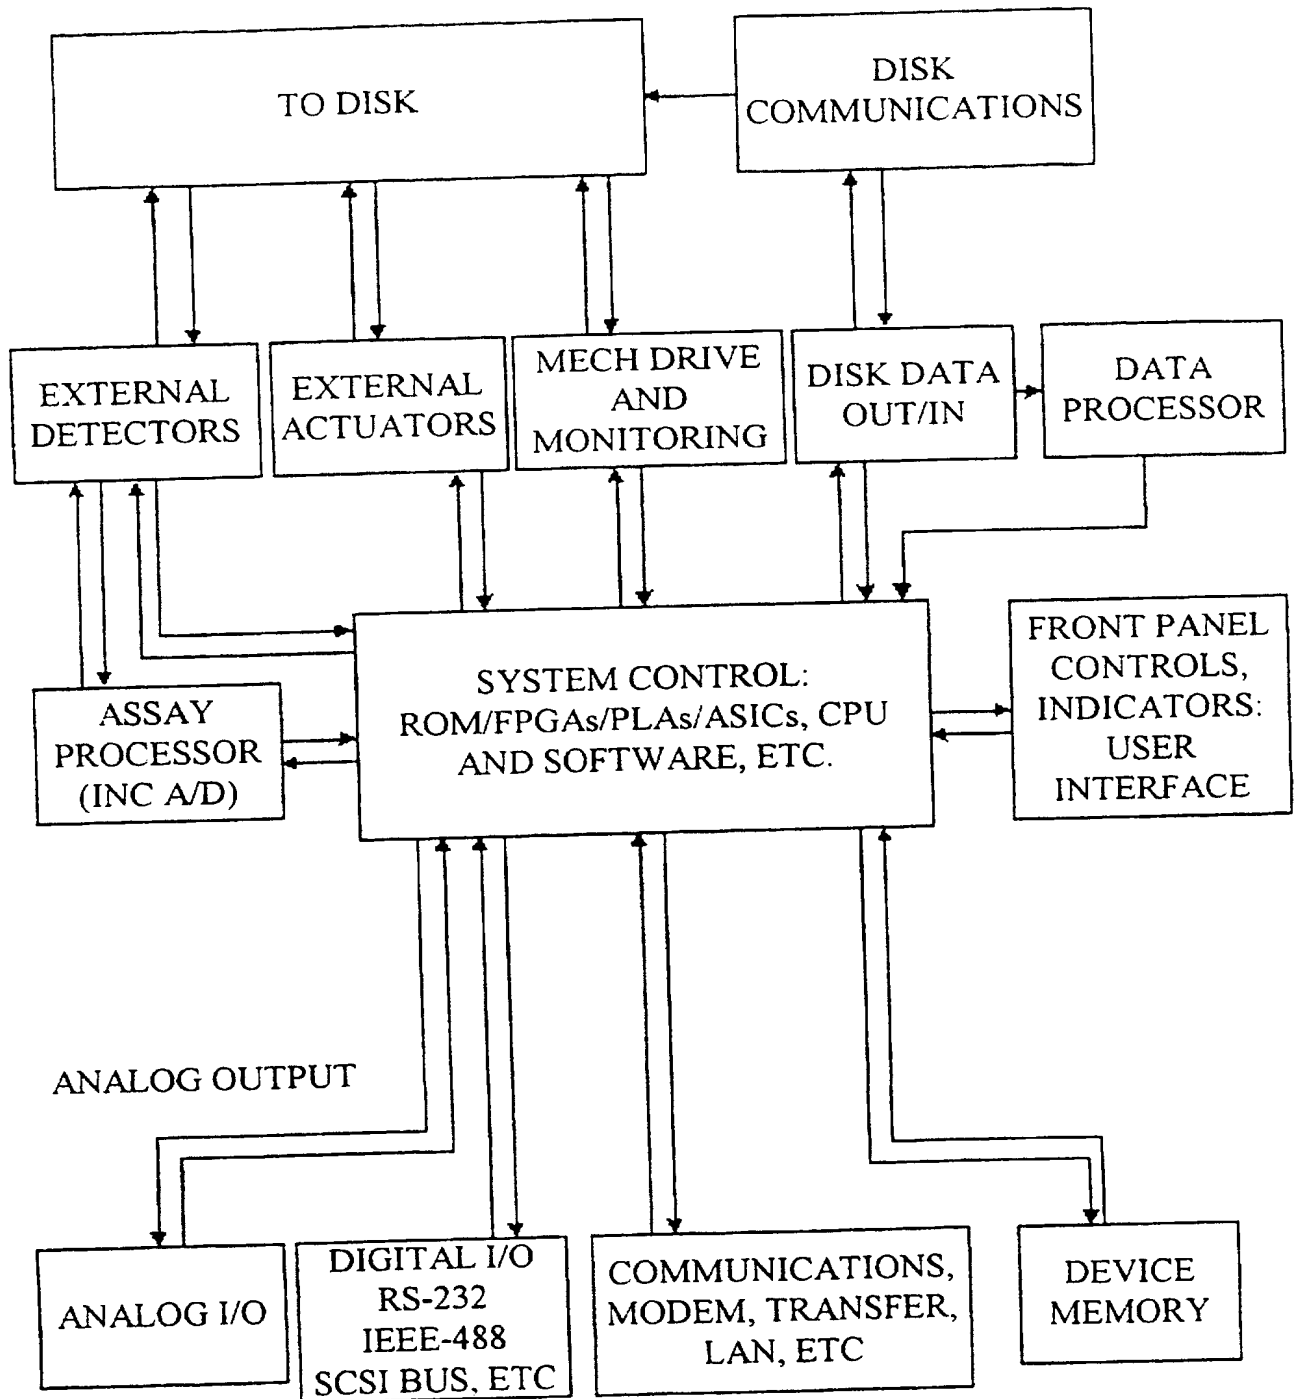 TO DISK
DISK
COMMUNICATIONS
EXTERNAL
DETECTORS
EXTERNAL
ACTUATORS
MECH DRIVE
AND
MONITORING
DISK DATA
OUT/IN
DATA
PROCESSOR
ASSAY
PROCESSOR
(INC A/D)
SYSTEM CONTROL:
ROM/FPGAs/PLAs/ASICs, CPU
AND SOFTWARE, ETC.
FRONT PANEL
CONTROLS,
INDICATORS:
USER
INTERFACE
ANALOG OUTPUT
ANALOG I/O
DIGITAL I/O
RS-232
IEEE-488
SCSI BUS, ETC
COMMUNICATIONS,
MODEM, TRANSFER,
LAN, ETC
DEVICE
MEMORY